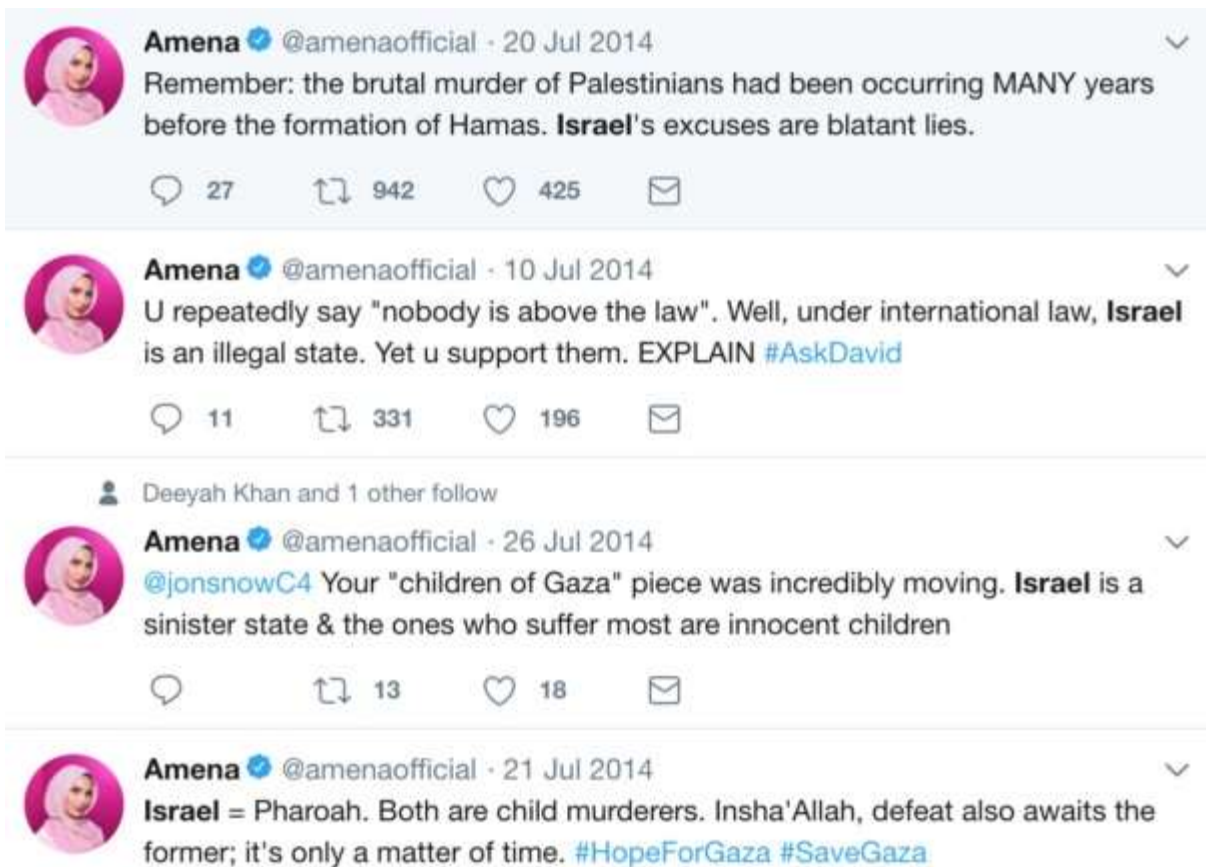 Amena @amenaofficial · 20 Jul 2014
Remember: the brutal murder of Palestinians had been occurring MANY years
before the formation of Hamas. Israel's excuses are blatant lies.
27 942 425
Amena @amenaofficial · 10 Jul 2014
U repeatedly say "nobody is above the law". Well, under international law, Israel
is an illegal state. Yet u support them. EXPLAIN #AskDavid
11 331 196
Deeyah Khan and 1 other follow
Amena @amenaofficial · 26 Jul 2014
@jonsnowC4 Your "children of Gaza" piece was incredibly moving. Israel is a
sinister state & the ones who suffer most are innocent children
13 18
Amena @amenaofficial · 21 Jul 2014
Israel = Pharoah. Both are child murderers. Insha'Allah, defeat also awaits the
former; it's only a matter of time. #HopeForGaza #SaveGaza